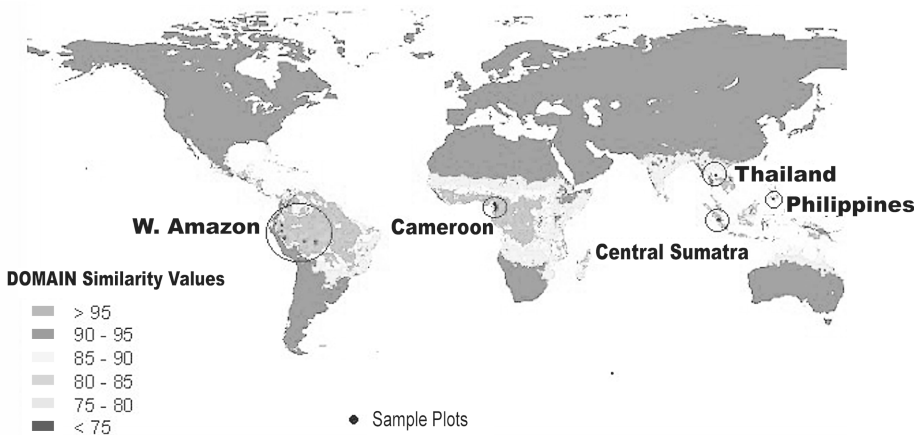 Thailand
Philippines
W. Amazon
Cameroon
Central Sumatra
DOMAIN Similarity Values
> 95
90 - 95
85 - 90
80 - 85
75 - 80
< 75
Sample Plots